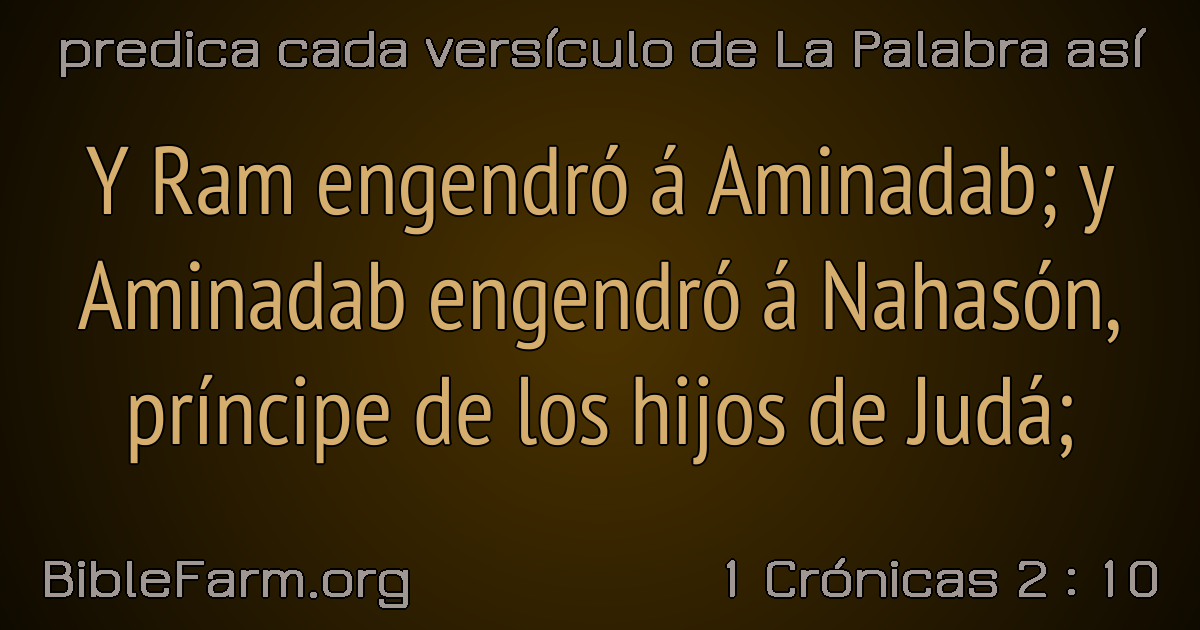 predica cada versículo de La Palabra así
Y Ram engendró á Aminadab; y
Aminadab engendró á Nahasón,
príncipe de los hijos de Judá;
BibleFarm.org
1 Crónicas 2 : 10